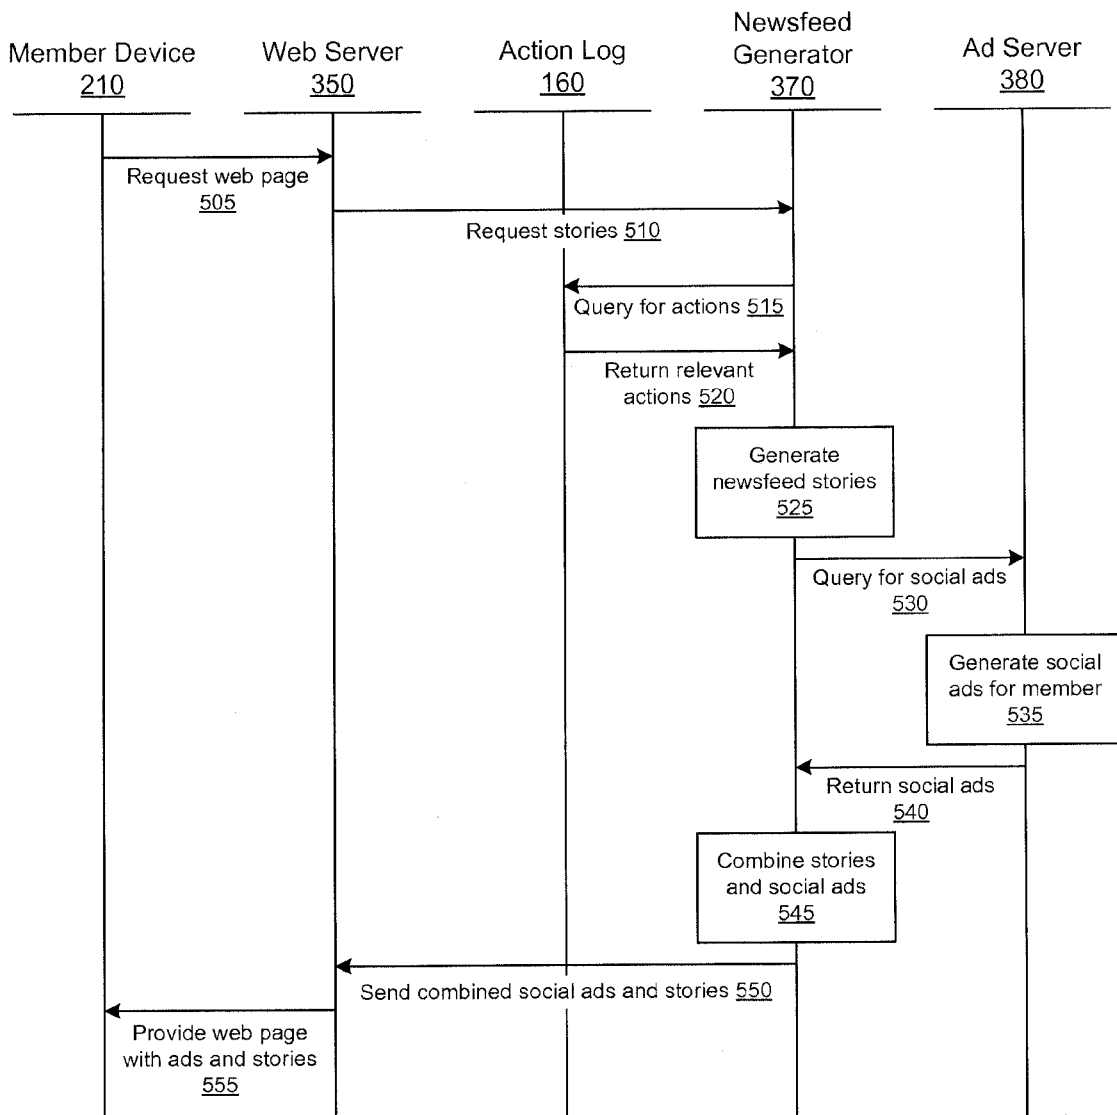 Member Device
210
Web Server
350
Action Log
160
Newsfeed
Generator
370
Ad Server
380
Request web page
505
Request stories 510
Query for actions 515
Return relevant
actions 520
Generate
newsfeed stories
525
Query for social ads
530
Generate social
ads for member
535
Return social ads
540
Combine stories
and social ads
545
Send combined social ads and stories 550
Provide web page
with ads and stories
555